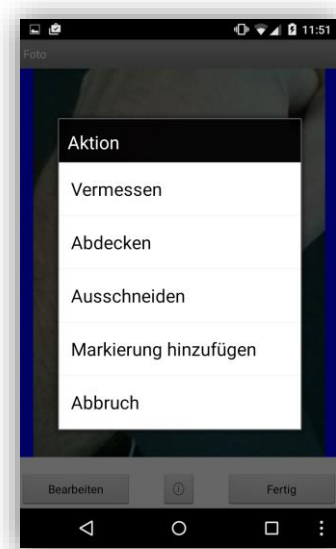 11:51
Foto
Aktion
Vermessen
Abdecken
Ausschneiden
Markierung hinzufügen
Abbruch
Bearbeiten
Fertig